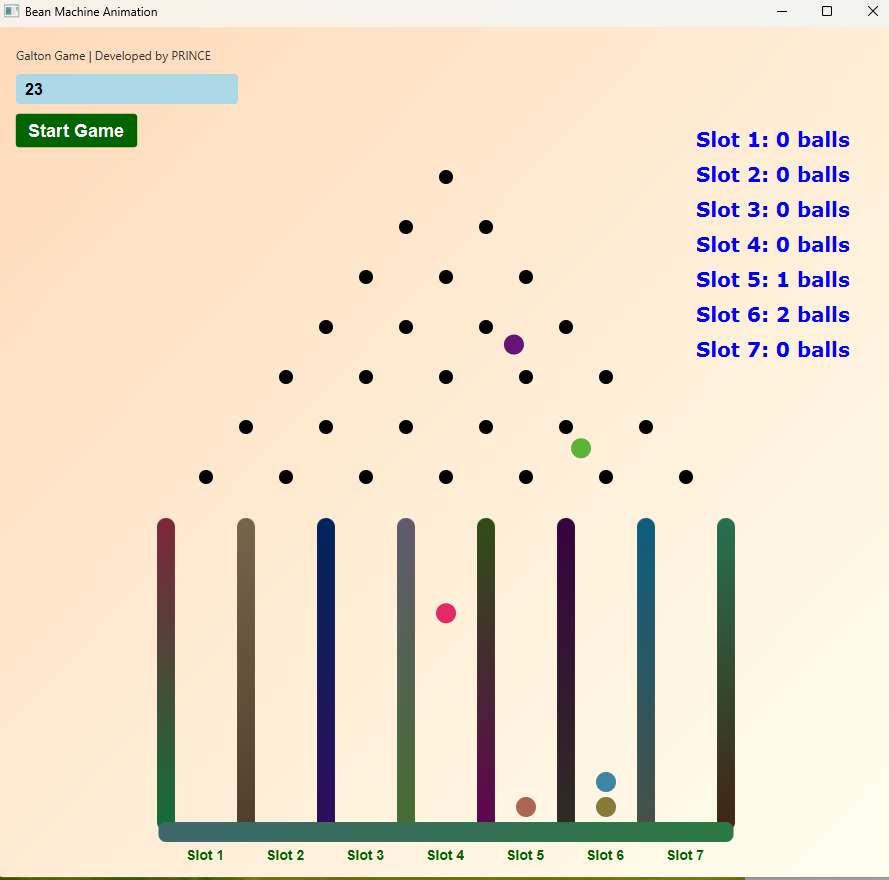 Bean Machine Animation
Galton Game | Developed by PRINCE
23
Start Game
Slot 1: 0 balls
Slot 2: 0 balls
Slot 3: 0 balls
Slot 4: 0 balls
Slot 5: 1 balls
Slot 6: 2 balls
Slot 7: 0 balls
Slot 1 Slot 2 Slot 3 Slot 4 Slot 5 Slot 6 Slot 7